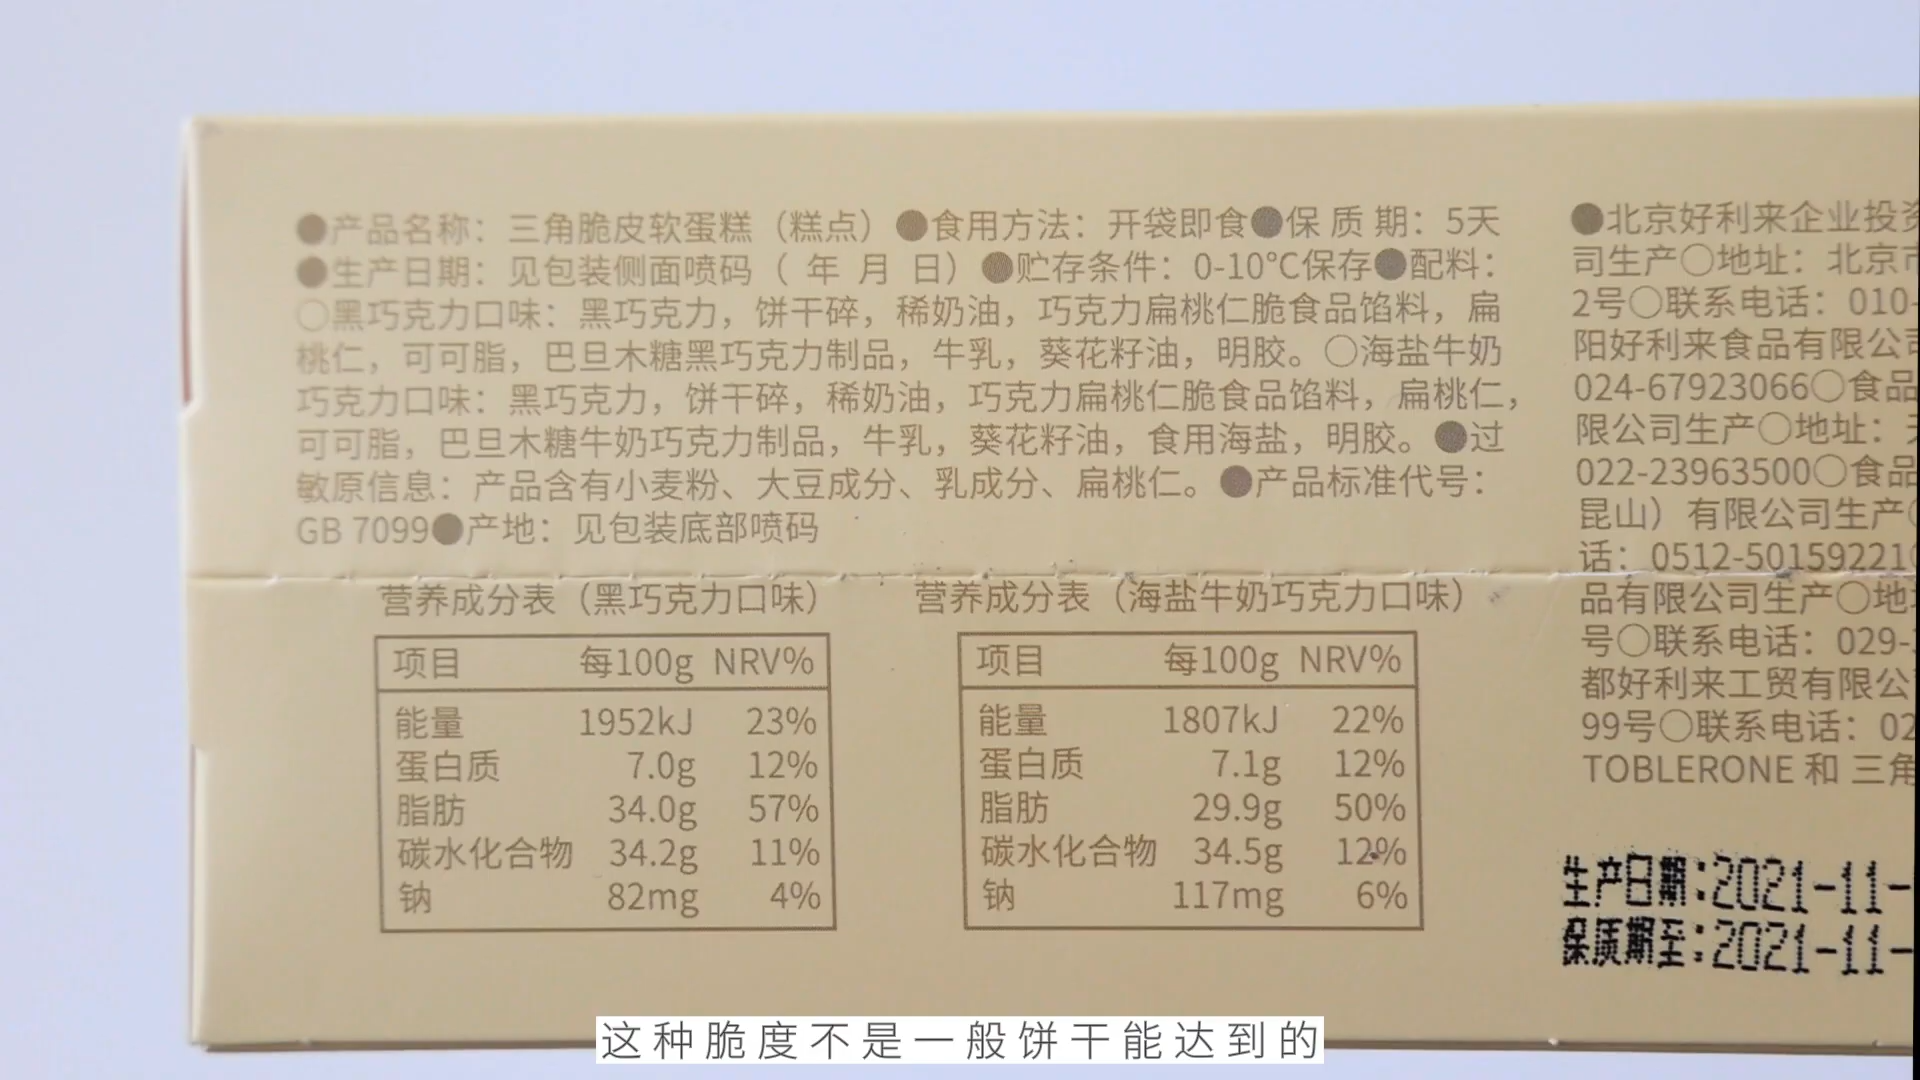 ●产品名称：三角脆皮软蛋糕（糕点）●食用方法：开袋即食●保 质 期：5天
●生产日期：见包装侧面喷码（ 年 月 日）●贮存条件：0-10°C保存●配料：
○黑巧克力口味：黑巧克力，饼干碎，稀奶油，巧克力扁桃仁脆食品馅料，扁
桃仁，可可脂，巴旦木糖黑巧克力制品，牛乳，葵花籽油，明胶。○海盐牛奶
巧克力口味：黑巧克力，饼干碎，稀奶油，巧克力扁桃仁脆食品馅料，扁桃仁，
可可脂，巴旦木糖牛奶巧克力制品，牛乳，葵花籽油，食用海盐，明胶。●过
敏原信息：产品含有小麦粉、大豆成分、乳成分、扁桃仁。●产品标准代号：
GB 7099●产地：见包装底部喷码
营养成分表（黑巧克力口味）
项目 每100g NRV%
能量 1952kJ 23%
蛋白质 7.0g 12%
脂肪 34.0g 57%
碳水化合物 34.2g 11%
钠 82mg 4%
营养成分表（海盐牛奶巧克力口味）
项目 每100g NRV%
能量 1807kJ 22%
蛋白质 7.1g 12%
脂肪 29.9g 50%
碳水化合物 34.5g 12%
钠 117mg 6%
●北京好利来企业投资
司生产○地址：北京市
2号○联系电话：010-
阳好利来食品有限公司
024-67923066○食品
限公司生产○地址：
022-23963500○食品
昆山）有限公司生产○
话：0512-50159221○
品有限公司生产○地
号○联系电话：029-
都好利来工贸有限公
99号○联系电话：02
TOBLERONE 和 三角
生产日期:2021-11-
保质期至:2021-11-
这种脆度不是一般饼干能达到的